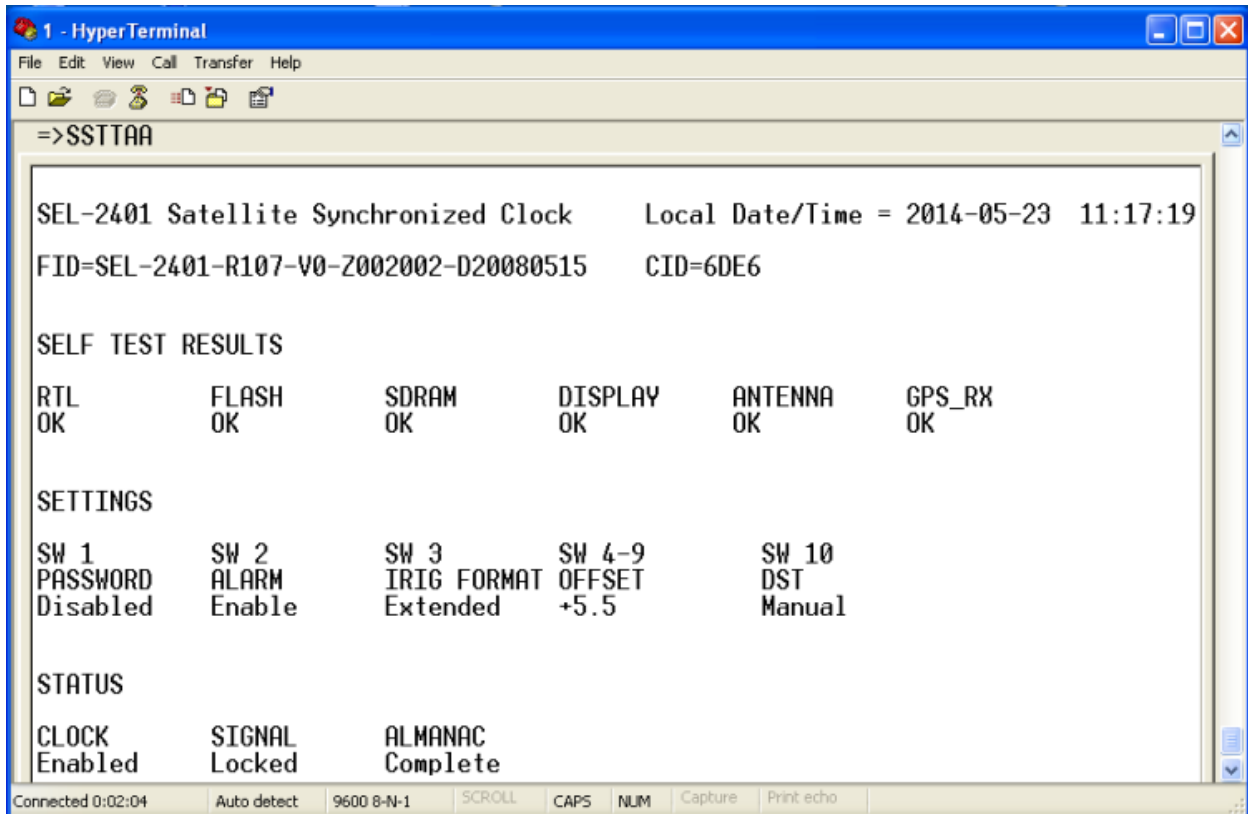 1 - HyperTerminal
File Edit View Call Transfer Help
=>SSTTAA
SEL-2401 Satellite Synchronized Clock Local Date/Time = 2014-05-23 11:17:19
FID=SEL-2401-R107-V0-Z002002-D20080515 CID=6DE6
SELF TEST RESULTS
RTL FLASH SDRAM DISPLAY ANTENNA GPS_RX
OK OK OK OK OK OK
SETTINGS
SW 1 SW 2 SW 3 SW 4-9 SW 10
PASSWORD ALARM IRIG FORMAT OFFSET DST
Disabled Enable Extended +5.5 Manual
STATUS
CLOCK SIGNAL ALMANAC
Enabled Locked Complete
Connected 0:02:04 Auto detect 9600 8-N-1 SCROLL CAPS NUM Capture Print echo